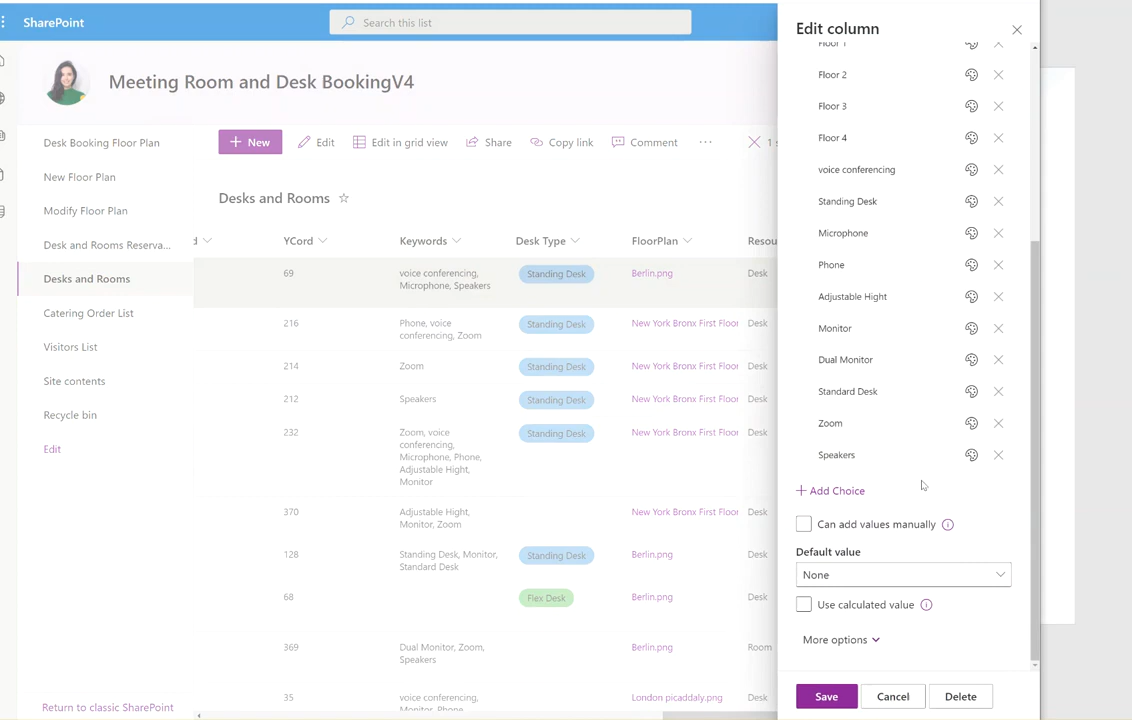 SharePoint
Search this list
Meeting Room and Desk BookingV4
Desk Booking Floor Plan
New Floor Plan
Modify Floor Plan
Desk and Rooms Reserva...
Desks and Rooms
Catering Order List
Visitors List
Site contents
Recycle bin
Edit
Return to classic SharePoint
New
Edit
Edit in grid view
Share
Copy link
Comment
...
1 s
Desks and Rooms
d
YCord
Keywords
Desk Type
FloorPlan
Resou
69
voice conferencing,
Microphone, Speakers
Standing Desk
Berlin.png
Desk
216
Phone, voice
conferencing, Zoom
Standing Desk
New York Bronx First Floor
Desk
214
Zoom
Standing Desk
New York Bronx First Floor
Desk
212
Speakers
Standing Desk
New York Bronx First Floor
Desk
232
Zoom, voice
conferencing,
Microphone, Phone,
Adjustable Hight,
Monitor
Standing Desk
New York Bronx First Floor
Desk
370
Adjustable Hight,
Monitor, Zoom
New York Bronx First Floor
Desk
128
Standing Desk, Monitor,
Standard Desk
Standing Desk
Berlin.png
Desk
68
Flex Desk
Berlin.png
Desk
369
Dual Monitor, Zoom,
Speakers
Berlin.png
Room
35
voice conferencing,
Microphone, Phone
London picaddaly.png
Desk
Edit column
Floor 1
Floor 2
Floor 3
Floor 4
voice conferencing
Standing Desk
Microphone
Phone
Adjustable Hight
Monitor
Dual Monitor
Standard Desk
Zoom
Speakers
Add Choice
Can add values manually
Default value
None
Use calculated value
More options
Save
Cancel
Delete